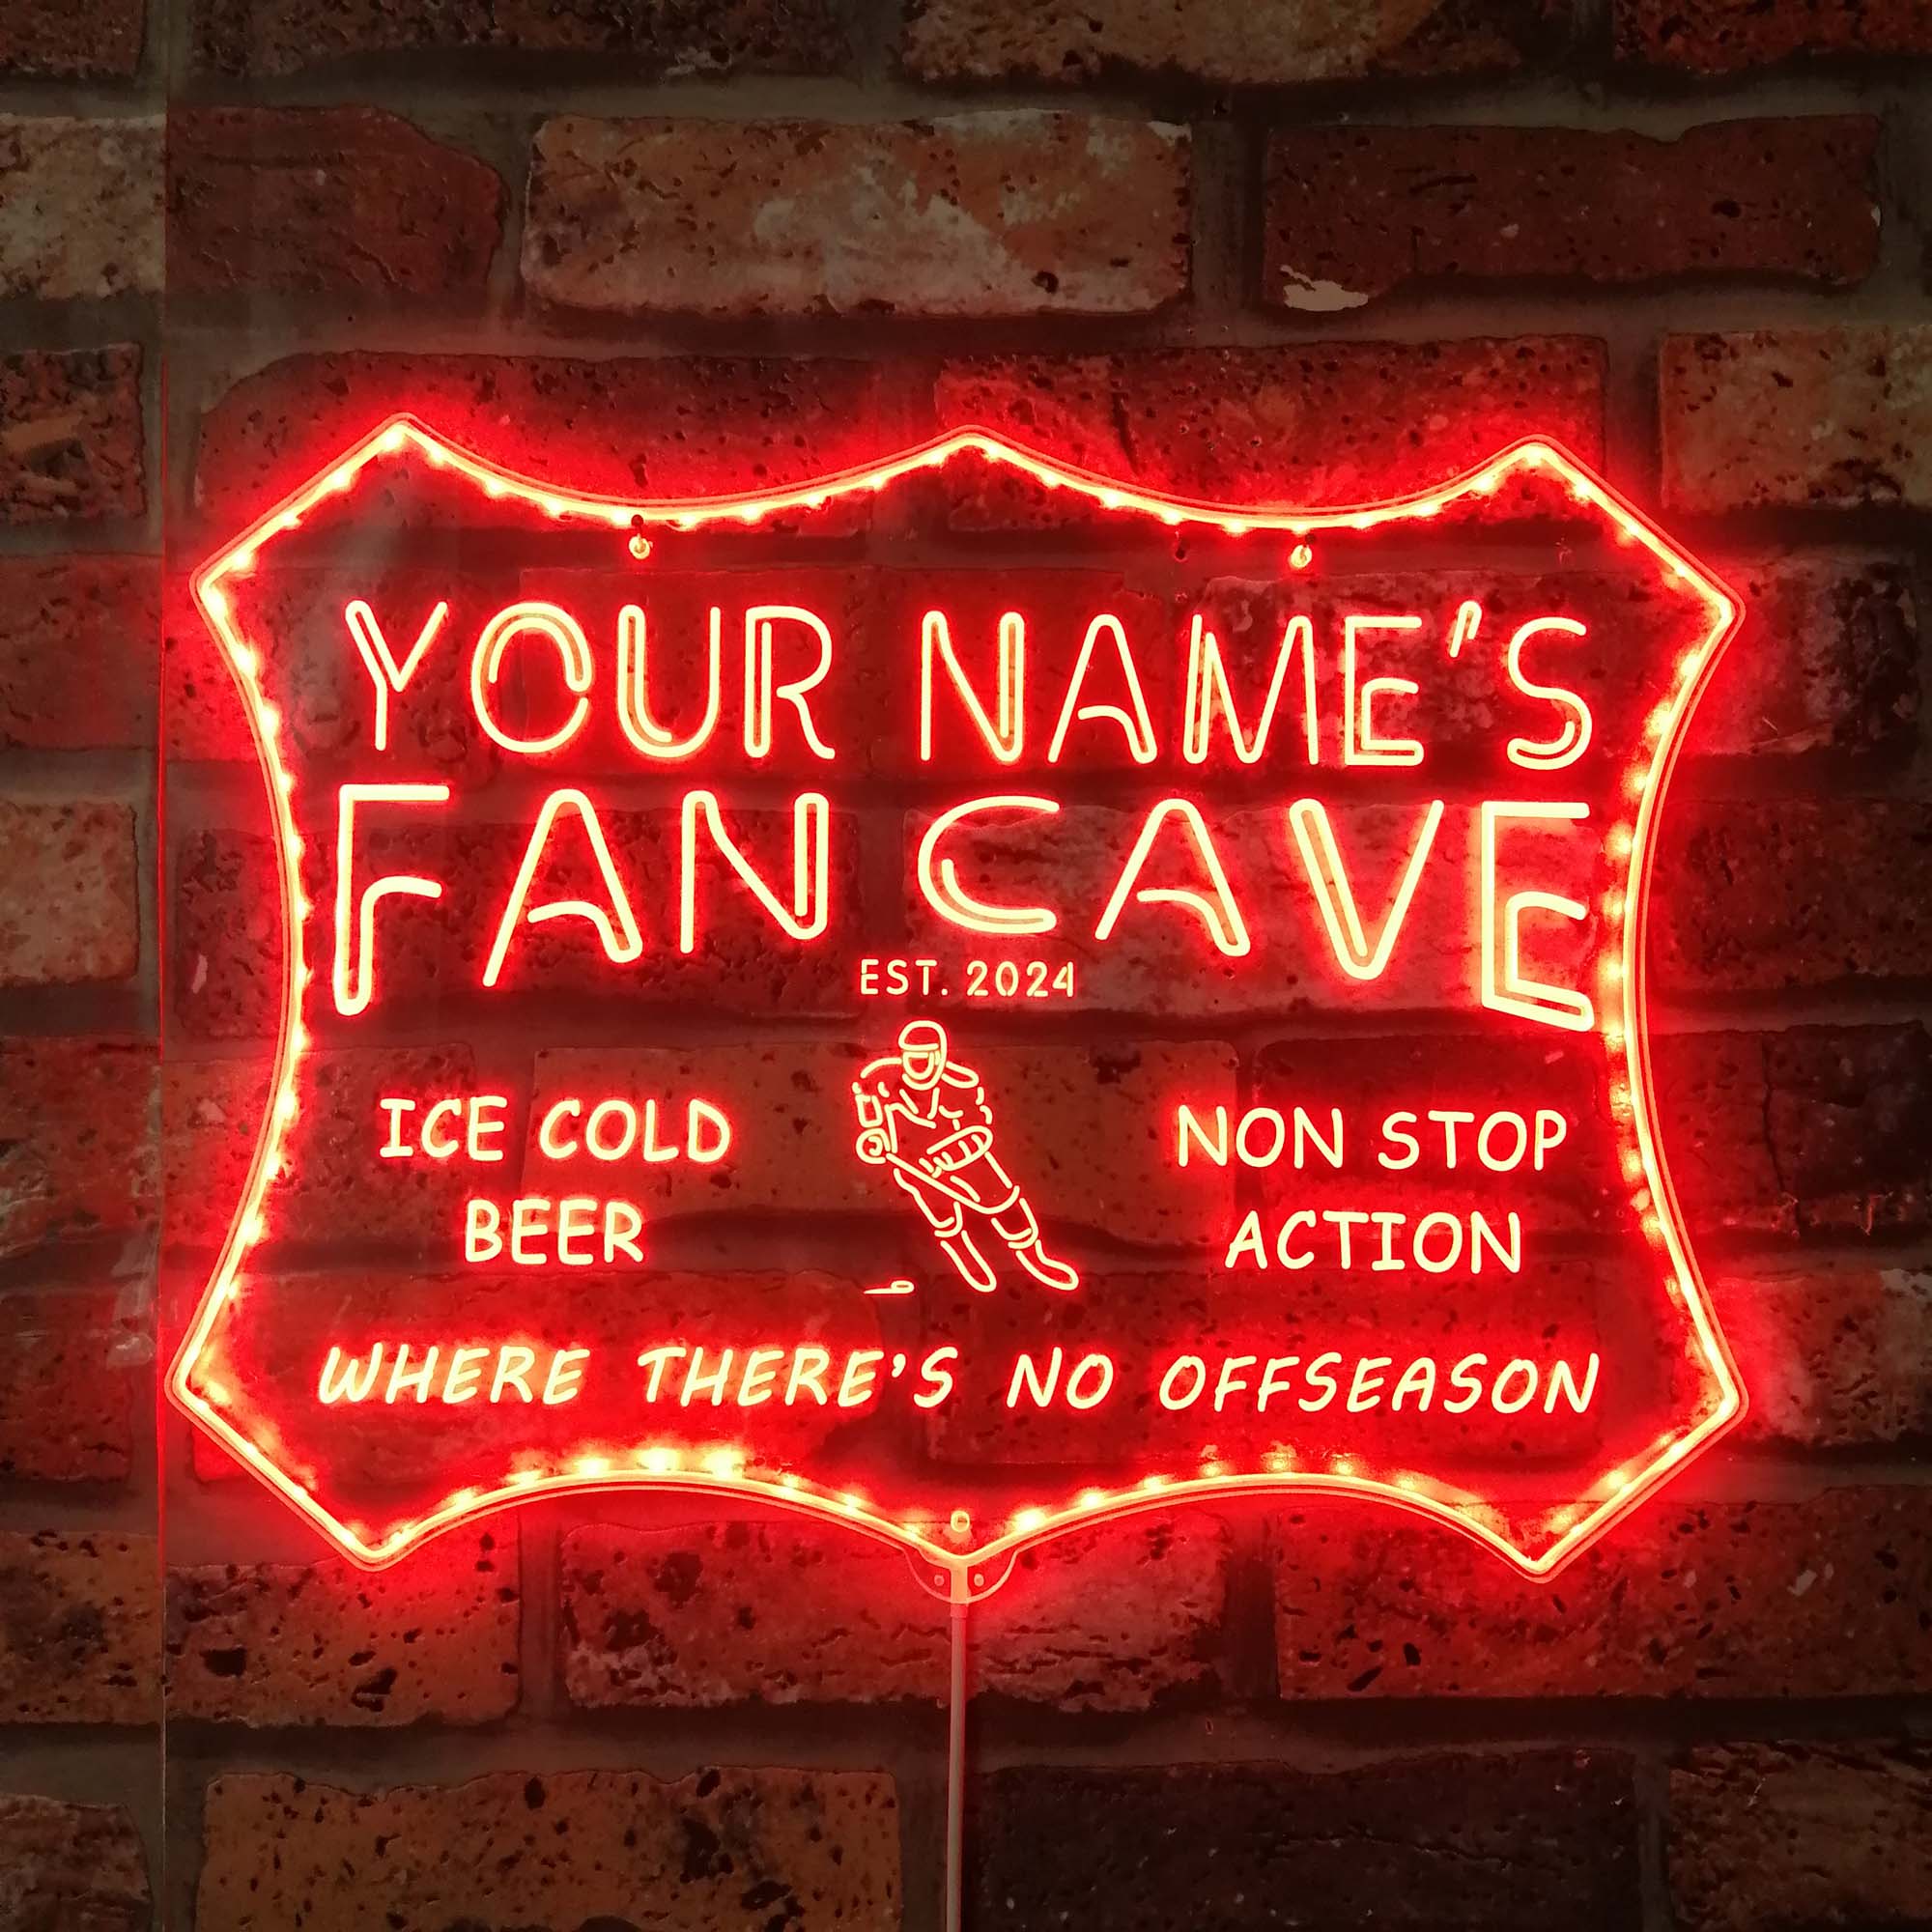 YOUR NAME'S
FAN CAVE
EST. 2024
ICE COLD
BEER
NON STOP
ACTION
WHERE THERE'S NO OFFSEASON